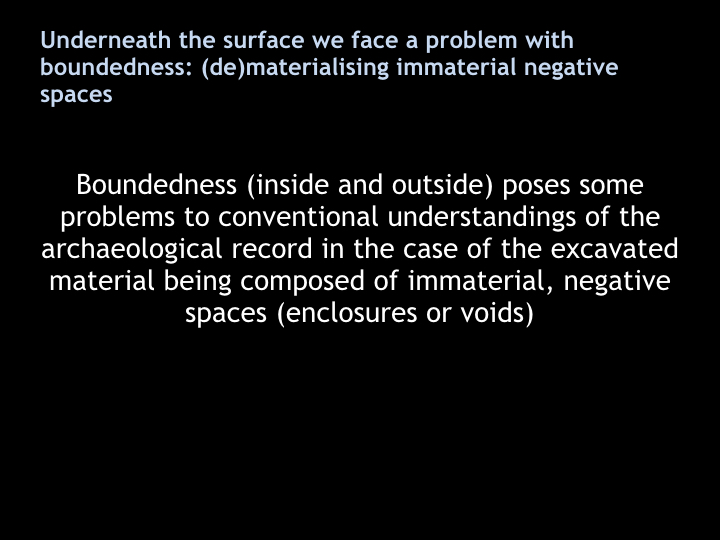 Underneath the surface we face a problem with
boundedness: (de)materialising immaterial negative
spaces
Boundedness (inside and outside) poses some
problems to conventional understandings of the
archaeological record in the case of the excavated
material being composed of immaterial, negative
spaces (enclosures or voids)